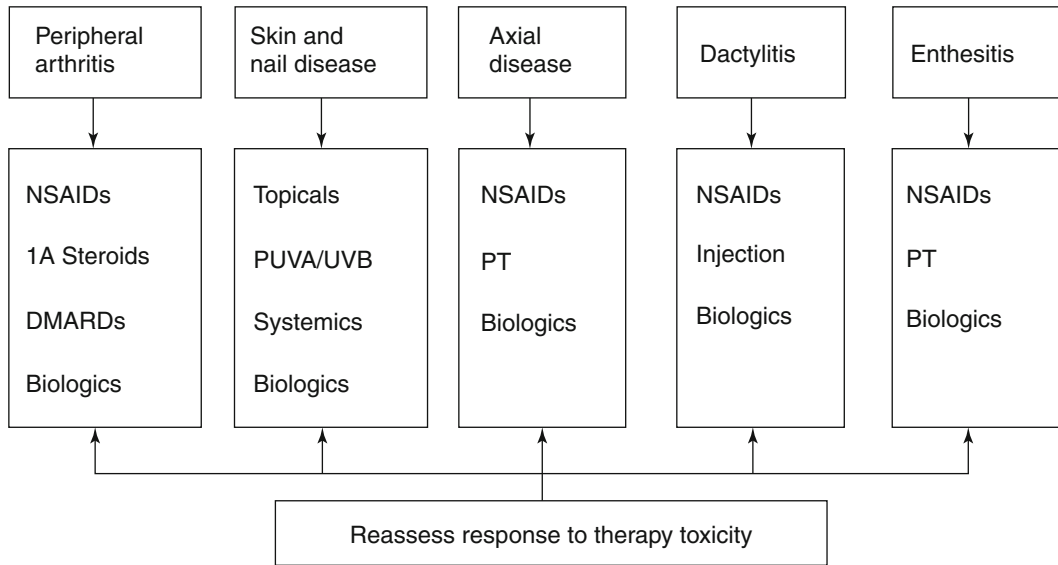 Peripheral
arthritis
Skin and
nail disease
Axial
disease
Dactylitis
Enthesitis
NSAIDs
1A Steroids
DMARDs
Biologics
Topicals
PUVA/UVB
Systemics
Biologics
NSAIDs
PT
Biologics
NSAIDs
Injection
Biologics
NSAIDs
PT
Biologics
Reassess response to therapy toxicity